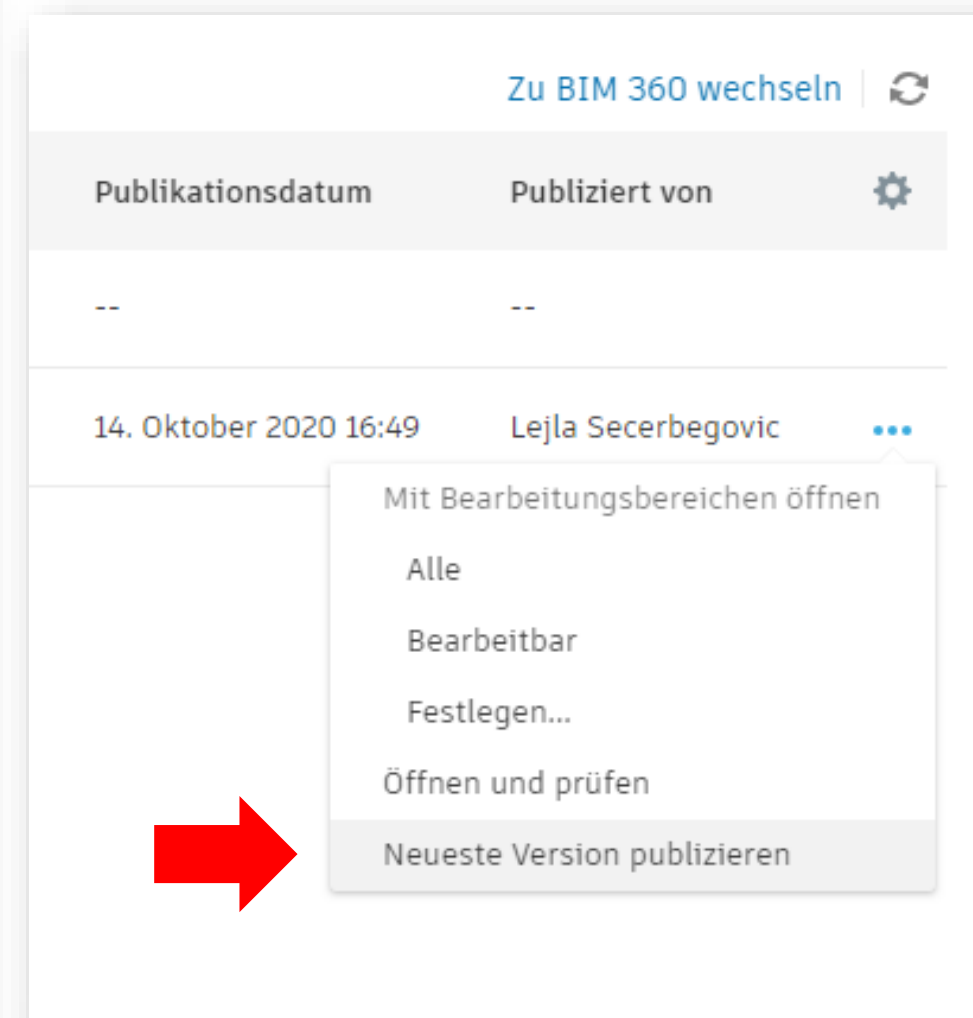 Zu BIM 360 wechseln
Publikationsdatum Publiziert von
-- --
14. Oktober 2020 16:49 Lejla Secerbegovic
Mit Bearbeitungsbereichen öffnen
Alle
Bearbeitbar
Festlegen...
Öffnen und prüfen
Neueste Version publizieren